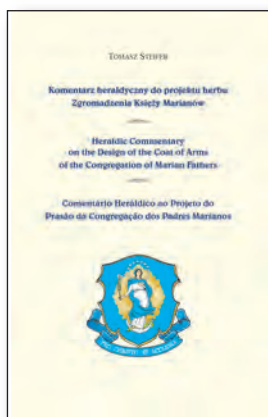 TOMASZ STEIFER
Komentarz heraldyczny do projektu herbu
Zgromadzenia Księży Marianów
Heraldic Commentary
on the Design of the Coat of Arms
of the Congregation of Marian Fathers
Comentário Heráldico ao Projeto do
Brasão da Congregação dos Padres Marianos